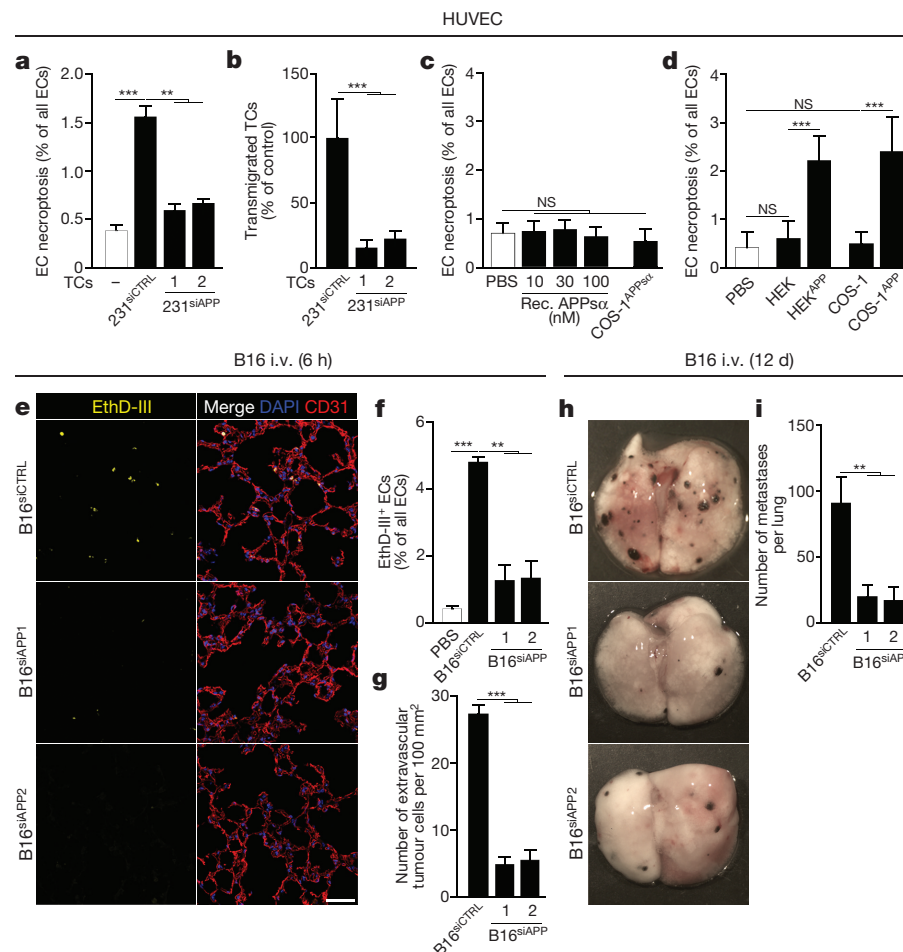 HUVEC
a
EC necroptosis (% of all ECs)
2.0
1.5
1.0
0.5
0
*** **
TCs – 231siCTRL 1 2
231siAPP
b
Transmigrated TCs
(% of control)
150
100
50
0
***
TCs 231siCTRL 1 2
231siAPP
c
EC necroptosis (% of all ECs)
4
3
2
1
0
NS
PBS 10 30 100 COS-1APPsα
Rec. APPsα
(nM)
d
EC necroptosis (% of all ECs)
4
2
0
NS ***
***
NS
PBS HEK HEKAPP COS-1 COS-1APP
B16 i.v. (6 h)
e
EthD-III Merge DAPI CD31
B16siCTRL
B16siAPP1
B16siAPP2
f
EthD-III+ ECs
(% of all ECs)
6
4
2
0
*** **
PBS B16siCTRL 1 2
B16siAPP
g
Number of extravascular
tumour cells per 100 mm2
30
20
10
0
***
B16siCTRL 1 2
B16siAPP
B16 i.v. (12 d)
h
B16siCTRL
B16siAPP1
B16siAPP2
i
Number of metastases
per lung
150
100
50
0
**
B16siCTRL 1 2
B16siAPP